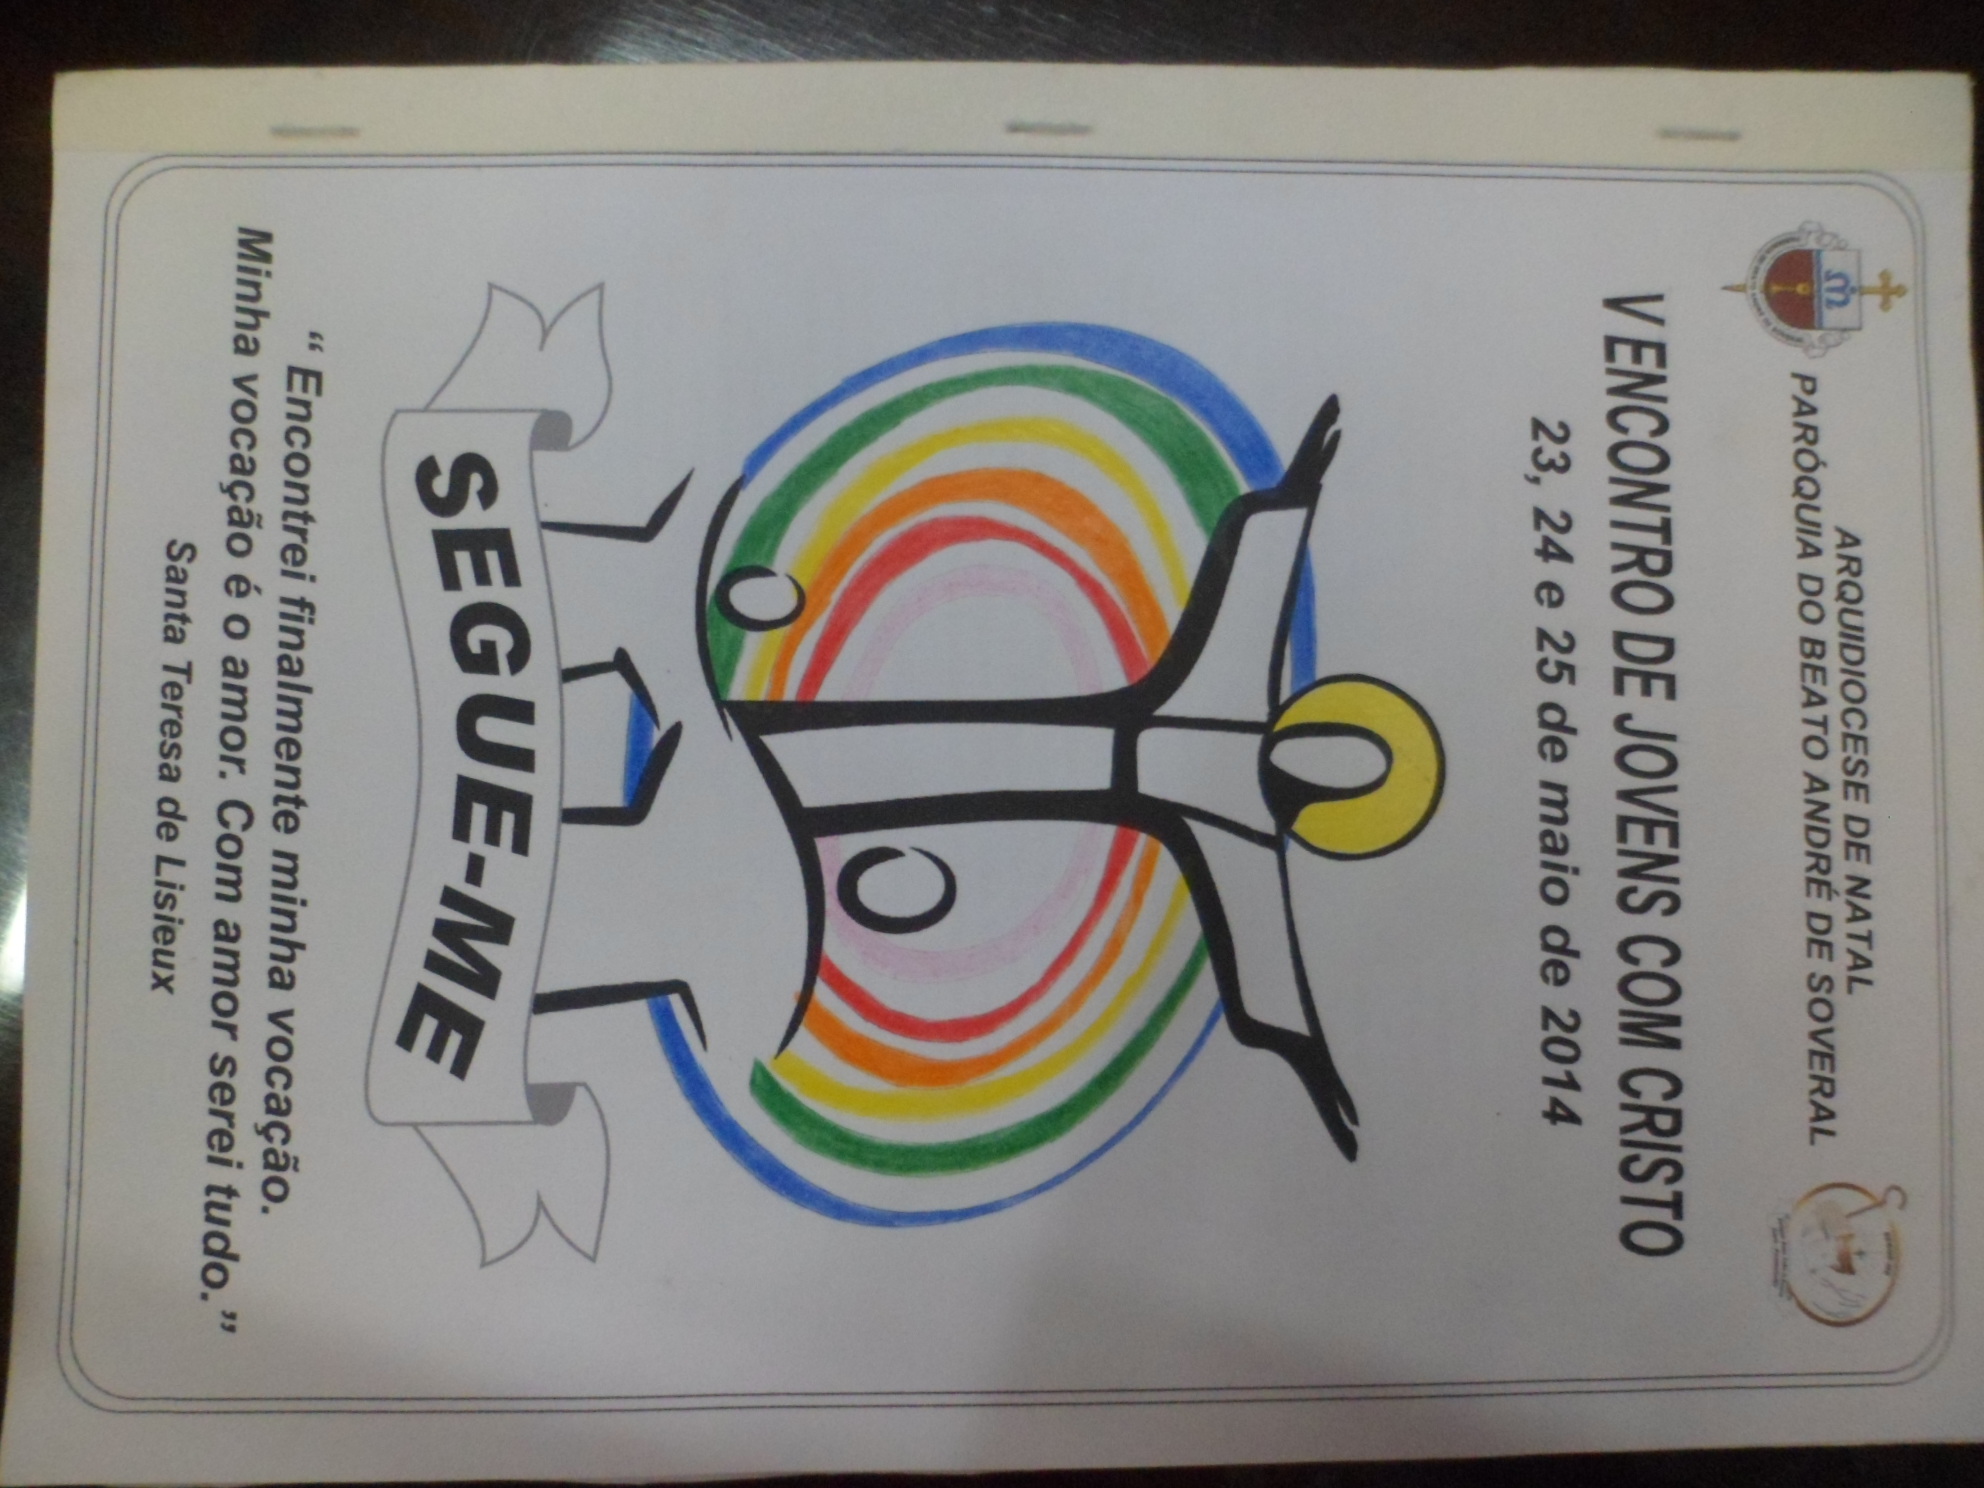 ARQUIDIOCESE DE NATAL
PARÓQUIA DO BEATO ANDRÉ DE SOVERAL
V ENCONTRO DE JOVENS COM CRISTO
23, 24 e 25 de maio de 2014
SEGUE-ME
“ Encontrei finalmente minha vocação.
Minha vocação é o amor. Com amor serei tudo. ”
Santa Teresa de Lisieux